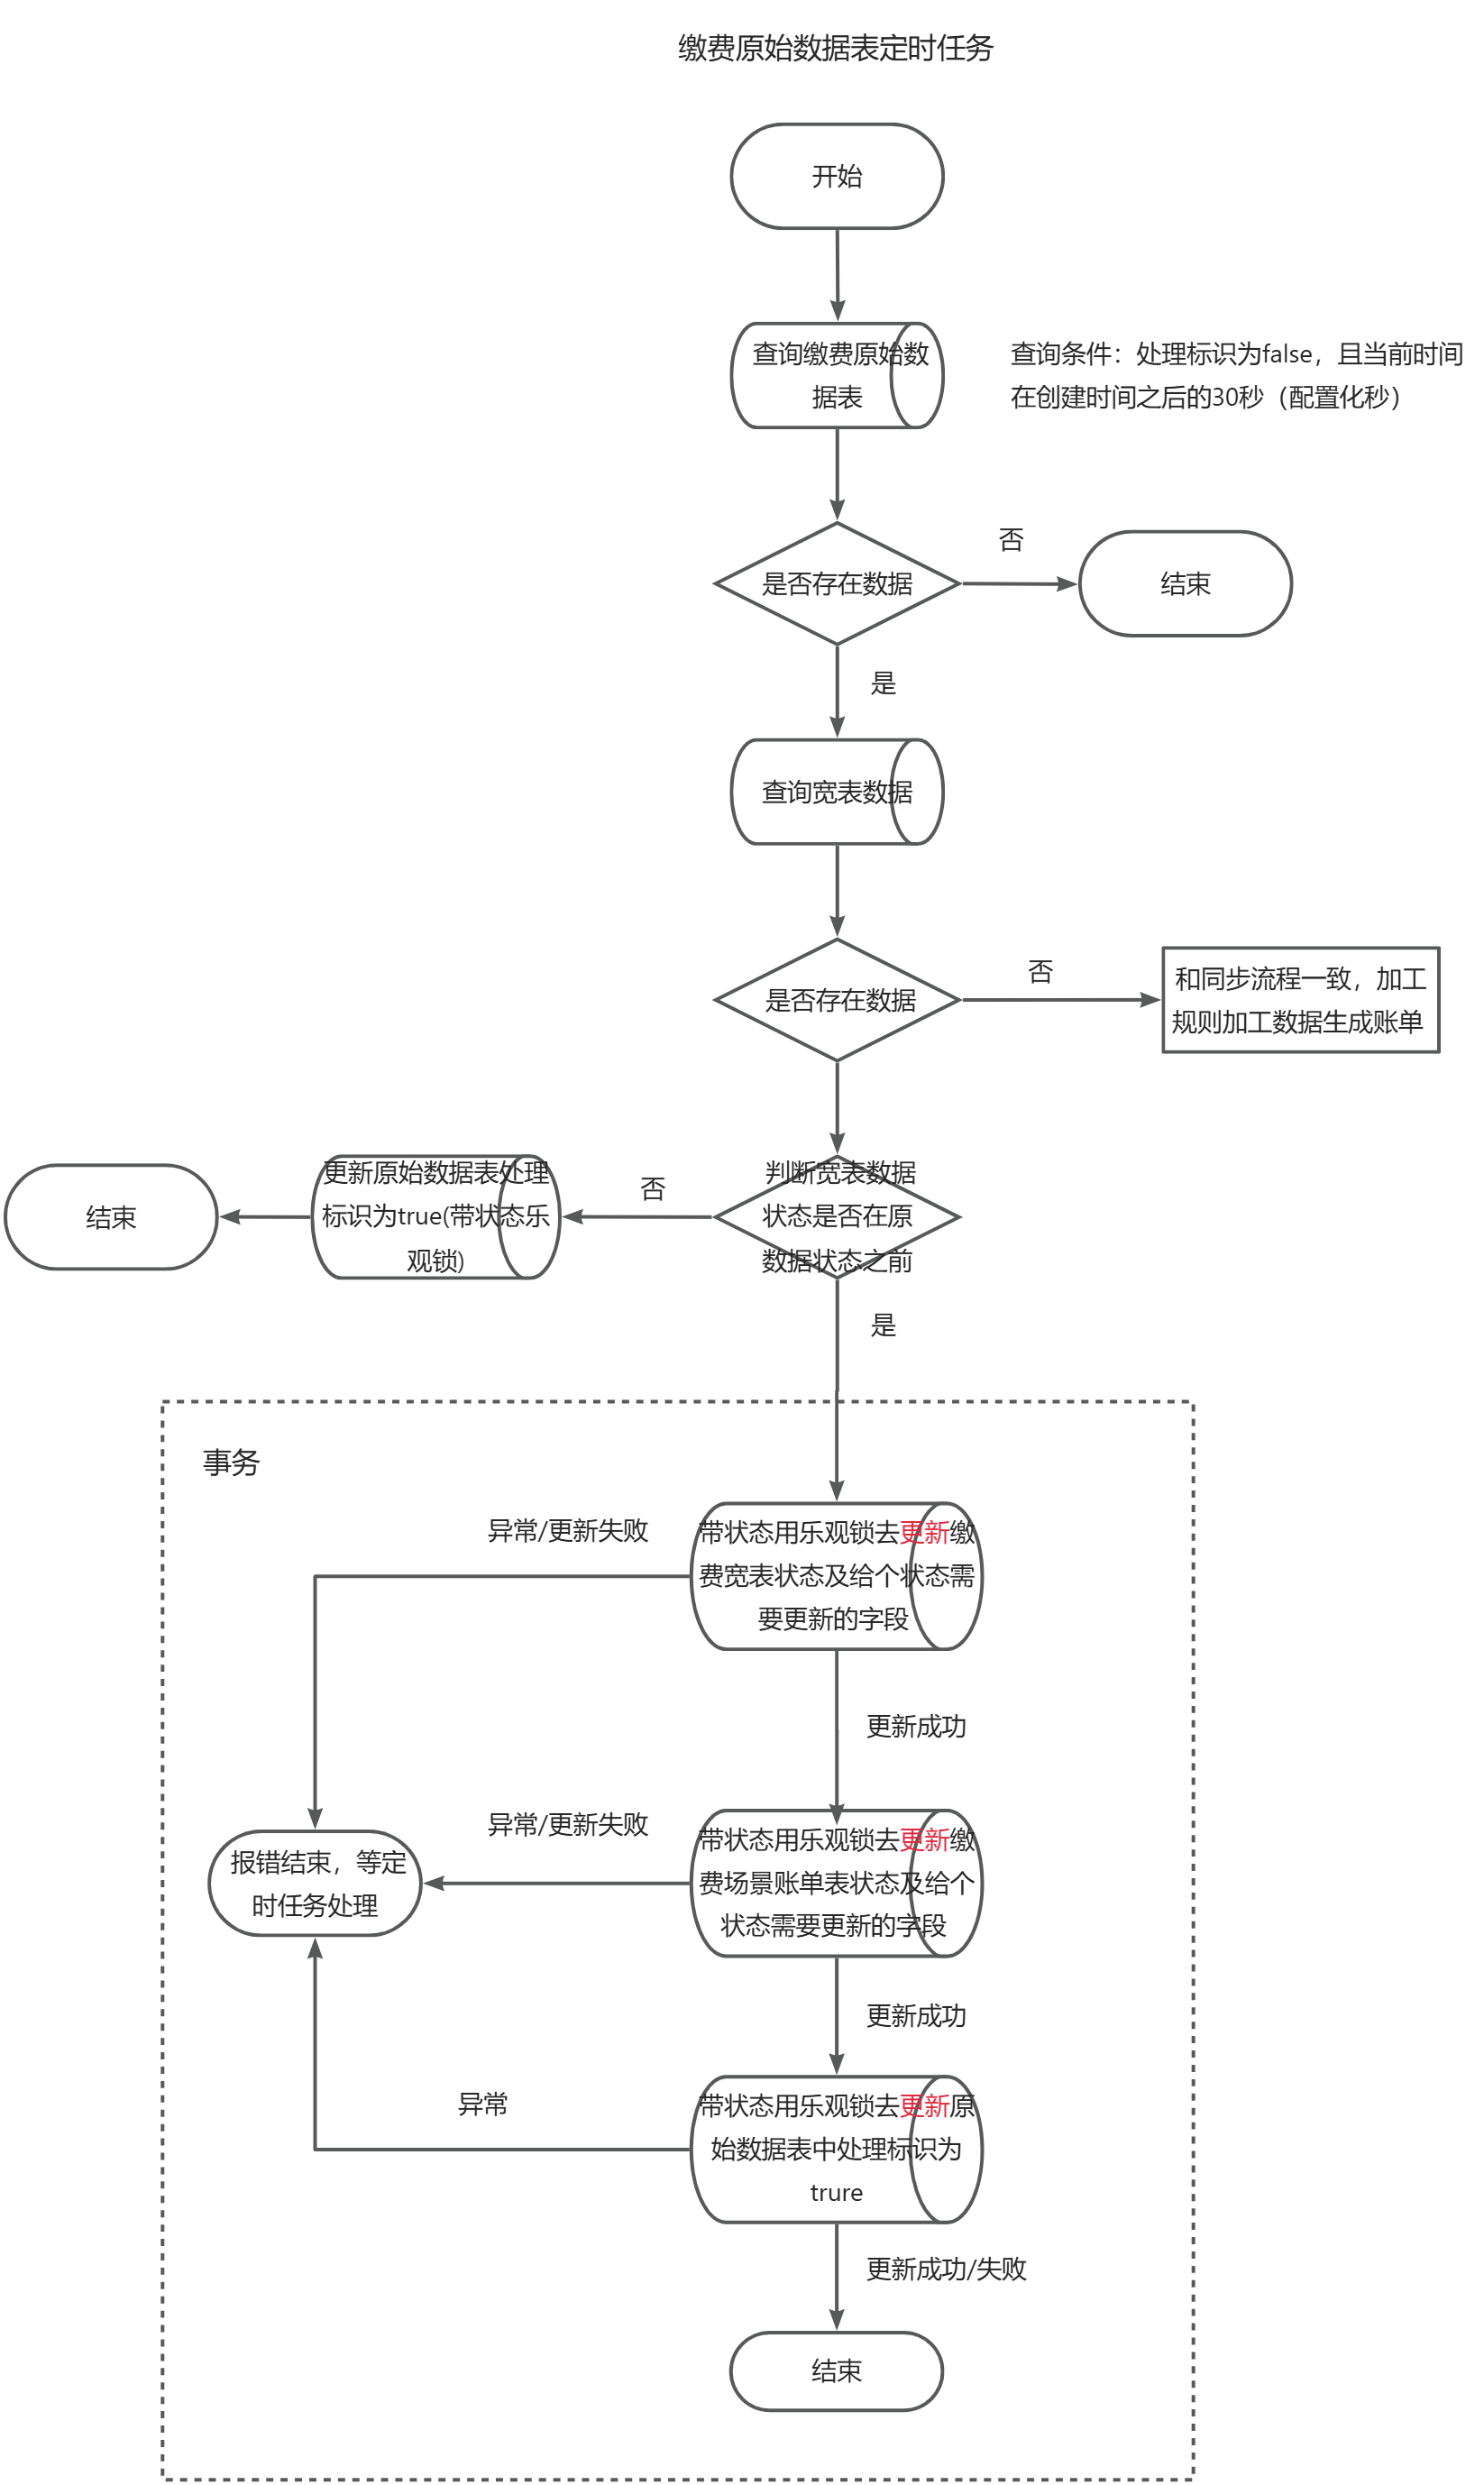 缴费原始数据表定时任务
开始
查询缴费原始数
据表
查询条件：处理标识为false，且当前时间
在创建时间之后的30秒（配置化秒）
是否存在数据
否
结束
是
查询宽表数据
是否存在数据
否
和同步流程一致，加工
规则加工数据生成账单
判断宽表数据
状态是否在原
数据状态之前
否
更新原始数据表处理
标识为true(带状态乐
观锁)
结束
是
事务
带状态用乐观锁去更新缴
费宽表状态及给个状态需
要更新的字段
异常/更新失败
更新成功
带状态用乐观锁去更新缴
费场景账单表状态及给个
状态需要更新的字段
异常/更新失败
报错结束，等定
时任务处理
更新成功
带状态用乐观锁去更新原
始数据表中处理标识为
trure
异常
更新成功/失败
结束